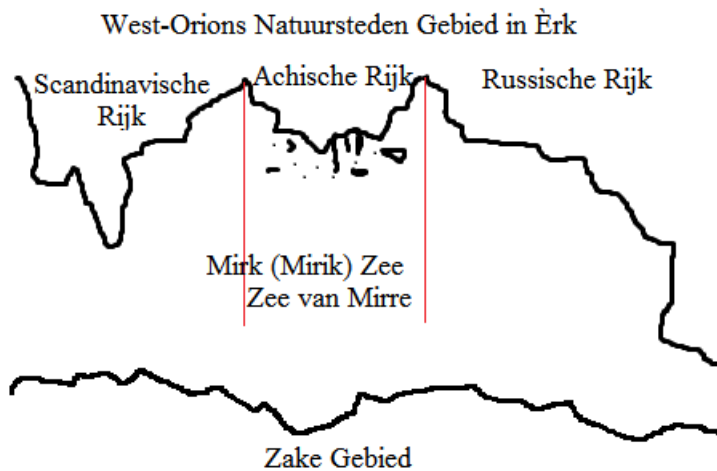 West-Orions Natuursteden Gebied in Èrk
Scandinavische
Rijk
Achische Rijk
Russische Rijk
Mirk (Mirik) Zee
Zee van Mirre
Zake Gebied